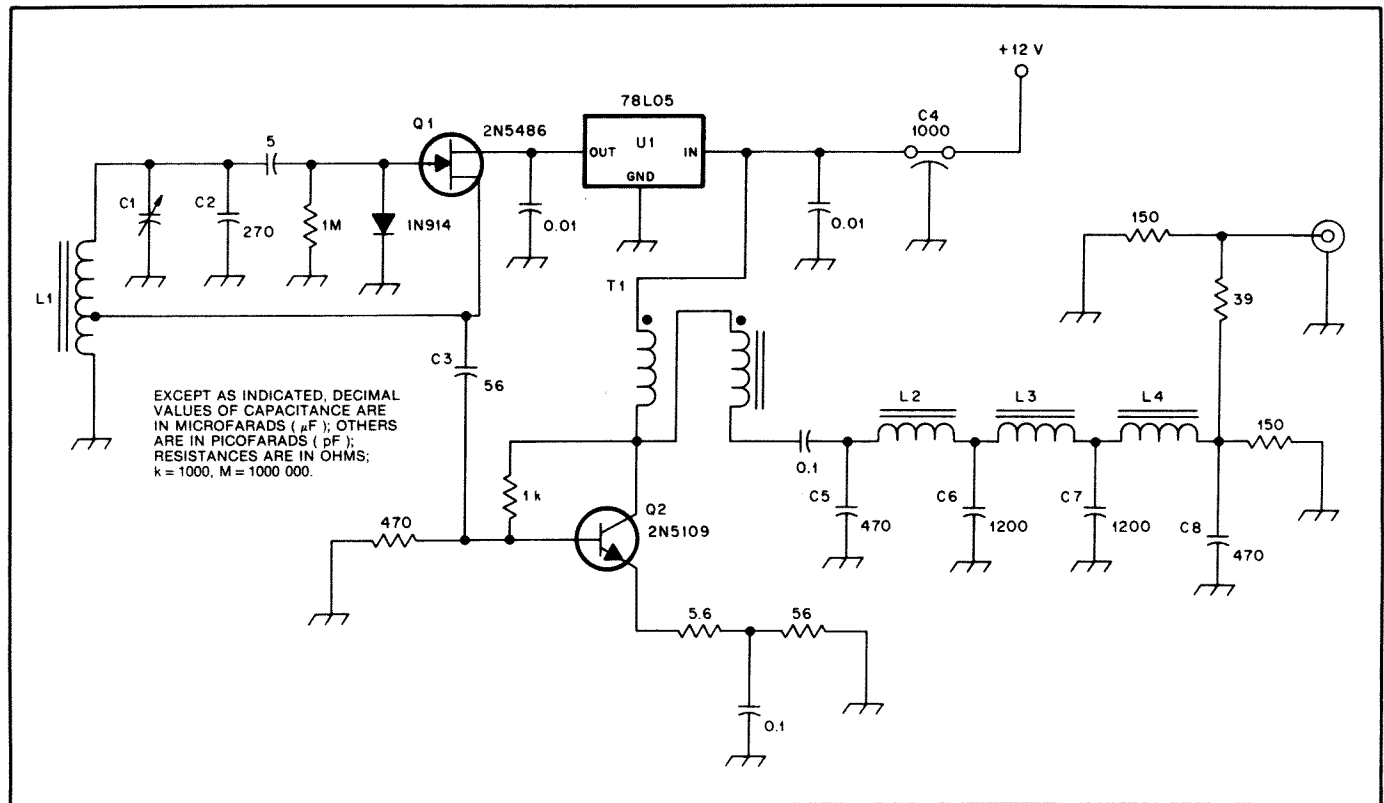 +12 V
78L05
C4
1000
Q1
2N5486
5
OUT
U1
IN
GND
C1
C2
270
1M
1N914
0.01
0.01
150
39
T1
L1
C3
56
EXCEPT AS INDICATED, DECIMAL
VALUES OF CAPACITANCE ARE
IN MICROFARADS ( µF ); OTHERS
ARE IN PICOFARADS ( pF );
RESISTANCES ARE IN OHMS;
k = 1000, M = 1000 000.
L2
L3
L4
150
0.1
1k
C5
470
C6
1200
C7
1200
C8
470
470
Q2
2N5109
5.6
56
0.1